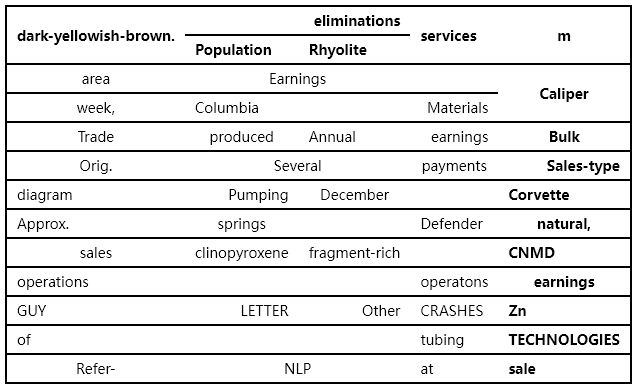 dark-yellowish-brown. eliminations services m
Population Rhyolite
area Earnings Caliper
week, Columbia Materials
Trade produced Annual earnings Bulk
Orig. Several payments Sales-type
diagram Pumping December Corvette
Approx. springs Defender natural,
sales clinopyroxene fragment-rich CNMD
operations operatons earnings
GUY LETTER Other CRASHES Zn
of tubing TECHNOLOGIES
Refer- NLP at sale